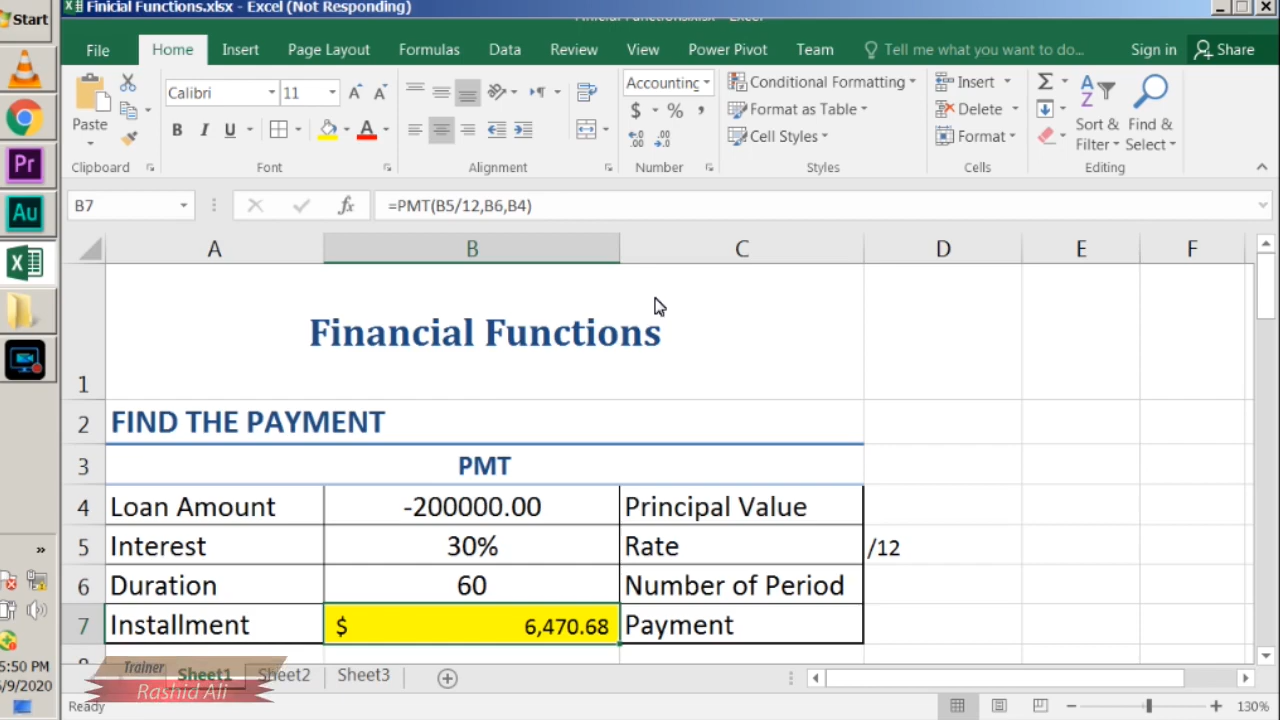 Start
Finicial Functions.xlsx - Excel (Not Responding)
File Home Insert Page Layout Formulas Data Review View Power Pivot Team Tell me what you want to do... Sign in Share
Paste
Calibri 11
B I U
Accounting
$ % ,
Conditional Formatting
Format as Table
Cell Styles
Insert
Delete
Format
Sort & Filter
Find & Select
Clipboard Font Alignment Number Styles Cells Editing
B7 fx =PMT(B5/12,B6,B4)
A B C D E F
1 Financial Functions
2 FIND THE PAYMENT
3 PMT
4 Loan Amount -200000.00 Principal Value
5 Interest 30% Rate /12
6 Duration 60 Number of Period
7 Installment $ 6,470.68 Payment
Sheet1 Sheet2 Sheet3
Trainer
Rashid Ali
5:50 PM
/9/2020
Ready 130%
Pr
Au